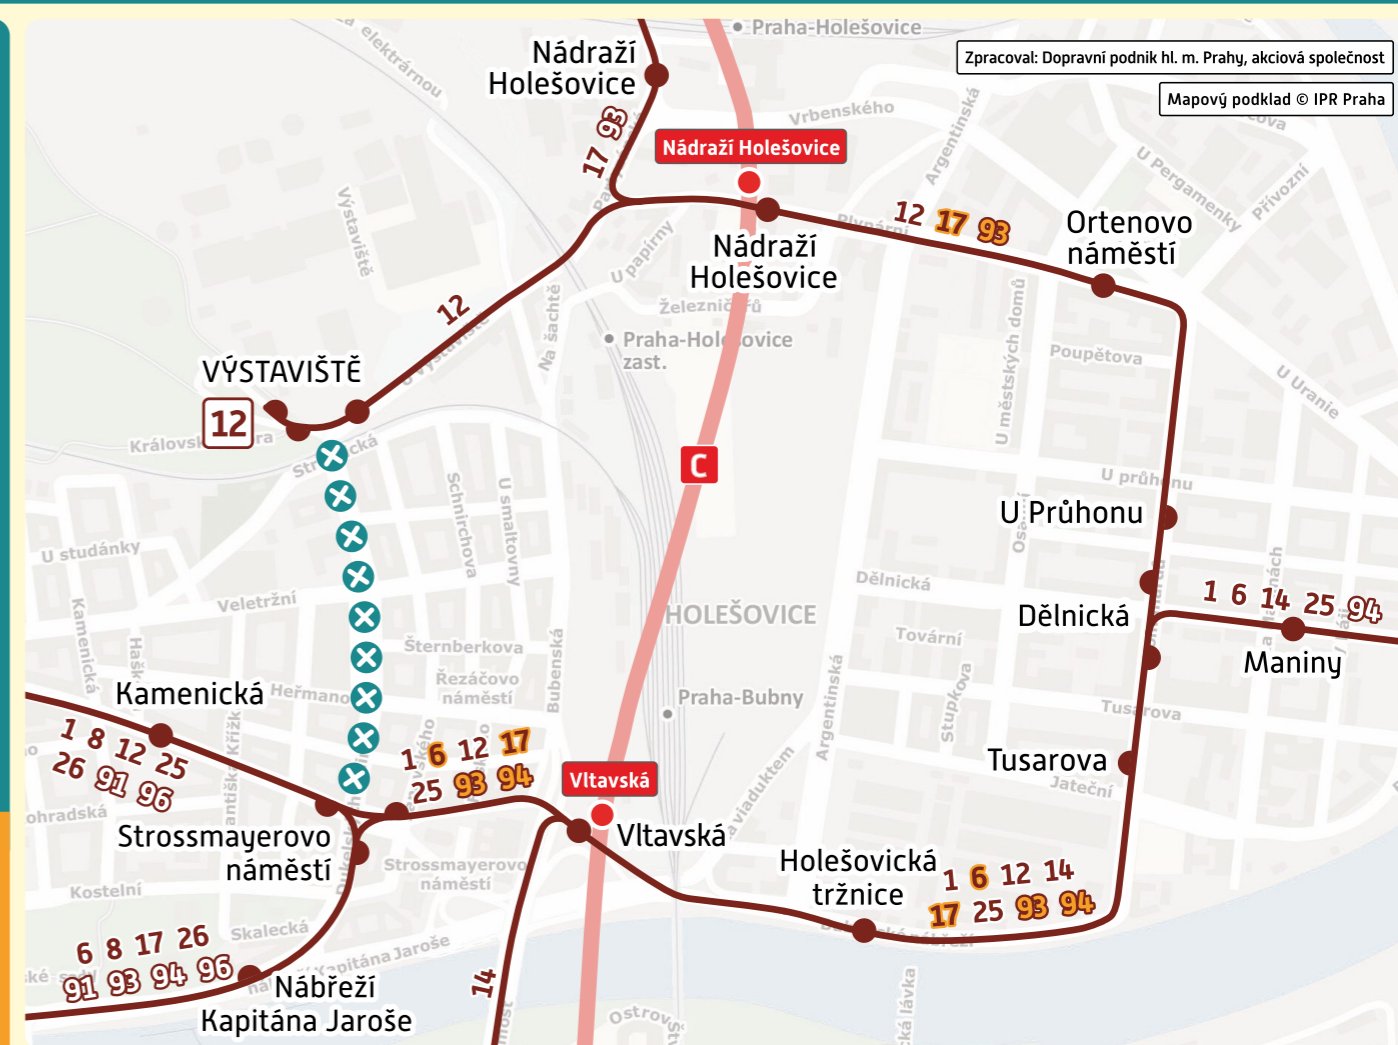 Praha-Holešovice
Zpracoval: Dopravní podnik hl. m. Prahy, akciová společnost
Mapový podklad © IPR Praha
Nádraží
Holešovice
elektrárnou
Vrbenského
Argentinská
U Pergamenky
Přívozní
17 93
Nádraží Holešovice
Výstaviště
Plynární
12 17 93
Ortenovo
náměstí
U papírny
Nádraží
Holešovice
Železničářů
12
Na šachtě
Praha-Holešovice
zast.
U městských domů
Poupětova
U Uranie
VÝSTAVIŠTĚ
12
C
Schnirchova
U smaltovny
U průhonu
U Průhonu
U studánky
Veletržní
Kamenická
Dělnická
HOLEŠOVICE
Dělnická
1 6 14 25 94
Maniny
Tovární
Šternberkova
Řezáčovo
náměstí
Bubenská
Praha-Bubny
Argentinská
Stupkova
Tusarova
Kamenická
1 8 12 25
26 91 96
1 6 12 17
25 93 94
Vltavská
Tusarova
Jateční
Strossmayerovo
náměstí
Vltavská
Strossmayerovo
náměstí
Kostelní
Holešovická
tržnice
1 6 12 14
17 25 93 94
Skalecká
6 8 17 26
91 93 94 96
Nábřeží
Kapitána Jaroše
14
Ostrov